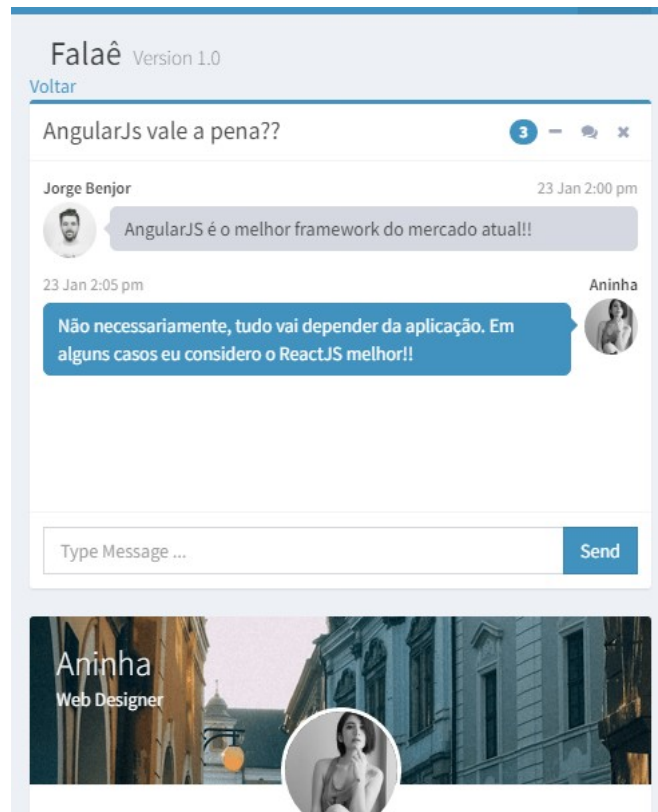 Falaê Version 1.0
Voltar
AngularJs vale a pena??
3
Jorge Benjor
23 Jan 2:00 pm
AngularJS é o melhor framework do mercado atual!!
23 Jan 2:05 pm
Aninha
Não necessariamente, tudo vai depender da aplicação. Em
alguns casos eu considero o ReactJS melhor!!
Type Message ...
Send
Aninha
Web Designer